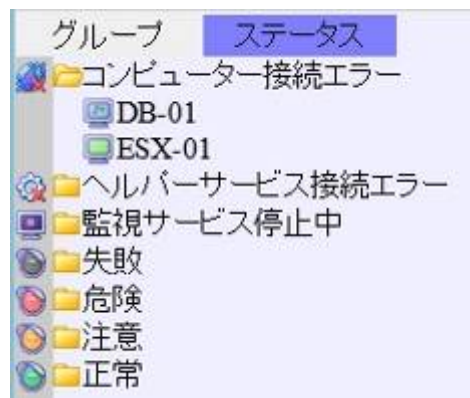 グループ ステータス
コンピューター接続エラー
DB-01
ESX-01
ヘルパーサービス接続エラー
監視サービス停止中
失敗
危険
注意
正常